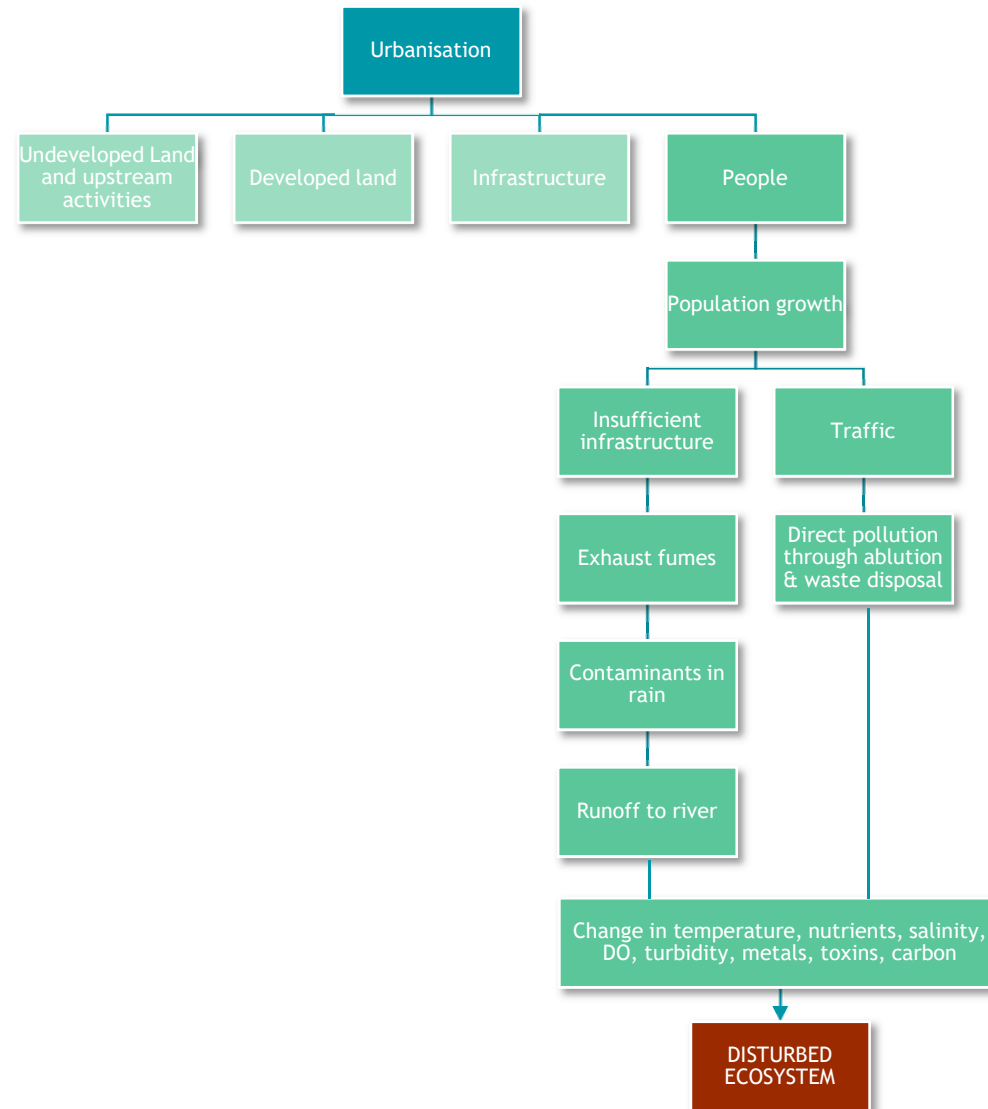 Urbanisation
Undeveloped Land
and upstream
activities
Developed land
Infrastructure
People
Population growth
Insufficient
infrastructure
Traffic
Exhaust fumes
Direct pollution
through ablution
& waste disposal
Contaminants in
rain
Runoff to river
Change in temperature, nutrients, salinity,
DO, turbidity, metals, toxins, carbon
DISTURBED
ECOSYSTEM